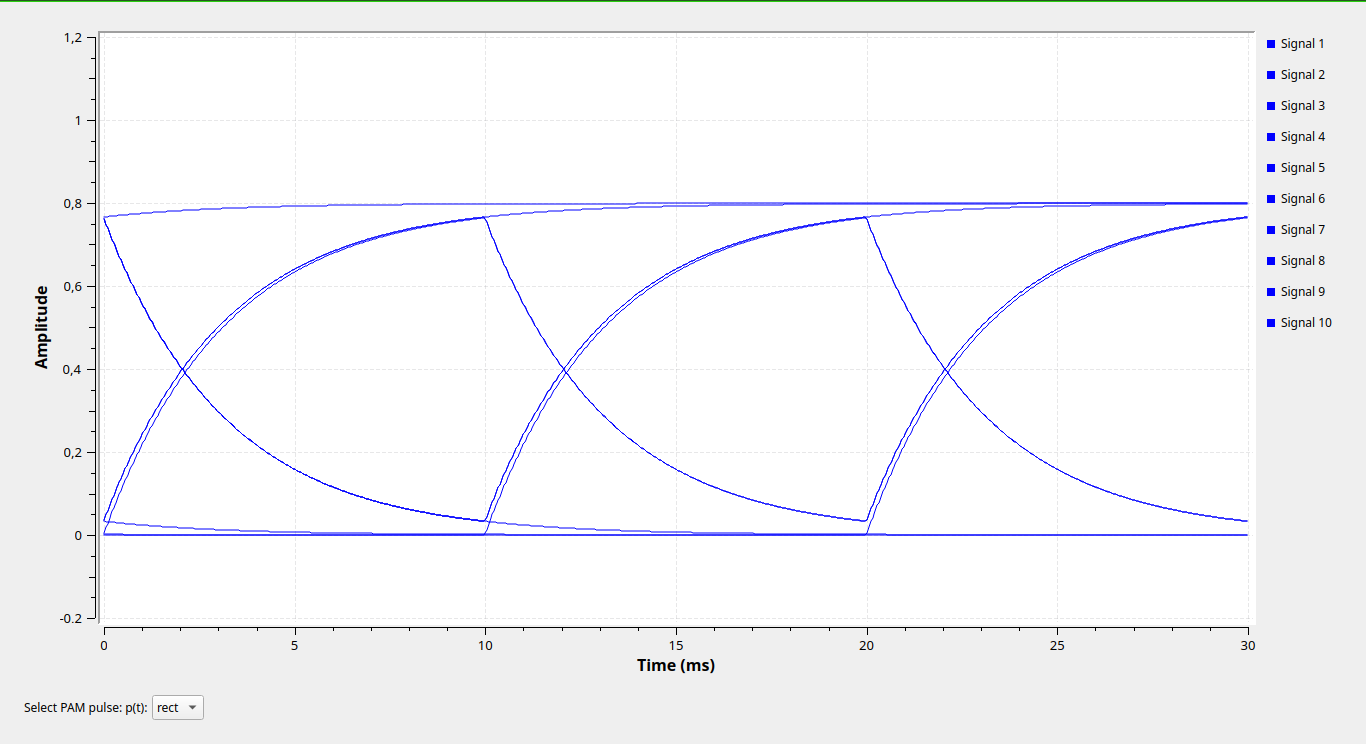 1,2
1
0,8
0,6
0,4
0,2
0
-0.2
Amplitude
0 5 10 15 20 25 30
Time (ms)
Signal 1
Signal 2
Signal 3
Signal 4
Signal 5
Signal 6
Signal 7
Signal 8
Signal 9
Signal 10
Select PAM pulse: p(t): rect